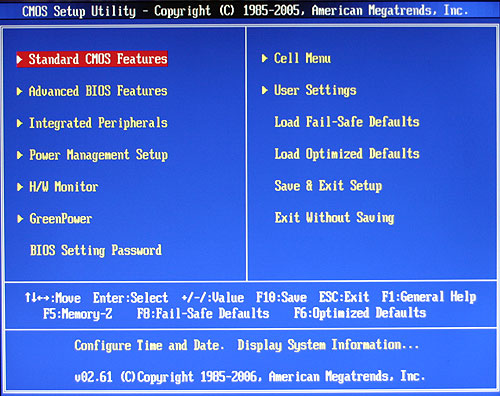 CMOS Setup Utility - Copyright (C) 1985-2005, American Megatrends, Inc.
Standard CMOS Features
Advanced BIOS Features
Integrated Peripherals
Power Management Setup
H/W Monitor
GreenPower
BIOS Setting Password
Cell Menu
User Settings
Load Fail-Safe Defaults
Load Optimized Defaults
Save & Exit Setup
Exit Without Saving
↑↓←→:Move Enter:Select +/-/:Value F10:Save ESC:Exit F1:General Help
F5:Memory-Z F8:Fail-Safe Defaults F6:Optimized Defaults
Configure Time and Date. Display System Information...
v02.61 (C)Copyright 1985-2006, American Megatrends, Inc.